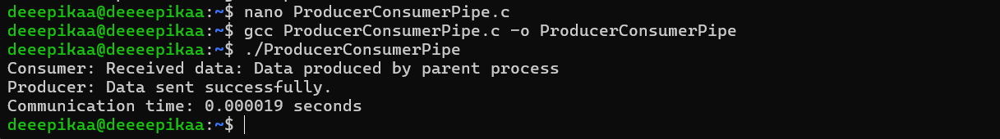 deeepikaa@deeeepikaa:~$ nano ProducerConsumerPipe.c
deeepikaa@deeeepikaa:~$ gcc ProducerConsumerPipe.c -o ProducerConsumerPipe
deeepikaa@deeeepikaa:~$ ./ProducerConsumerPipe
Consumer: Received data: Data produced by parent process
Producer: Data sent successfully.
Communication time: 0.000019 seconds
deeepikaa@deeeepikaa:~$